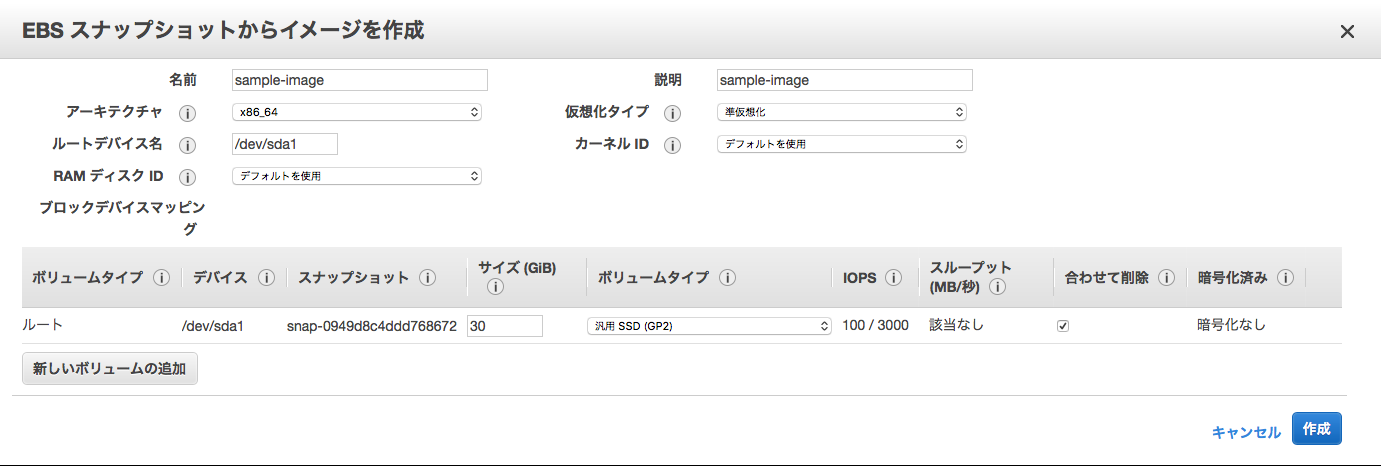 EBS スナップショットからイメージを作成
名前 sample-image 説明 sample-image
アーキテクチャ x86_64 仮想化タイプ 準仮想化
ルートデバイス名 /dev/sda1 カーネル ID デフォルトを使用
RAM ディスク ID デフォルトを使用
ブロックデバイスマッピン
グ
ボリュームタイプ デバイス スナップショット サイズ (GiB) ボリュームタイプ IOPS スループット (MB/秒) 合わせて削除 暗号化済み
ルート /dev/sda1 snap-0949d8c4ddd768672 30 汎用 SSD (GP2) 100 / 3000 該当なし 暗号化なし
新しいボリュームの追加
キャンセル 作成